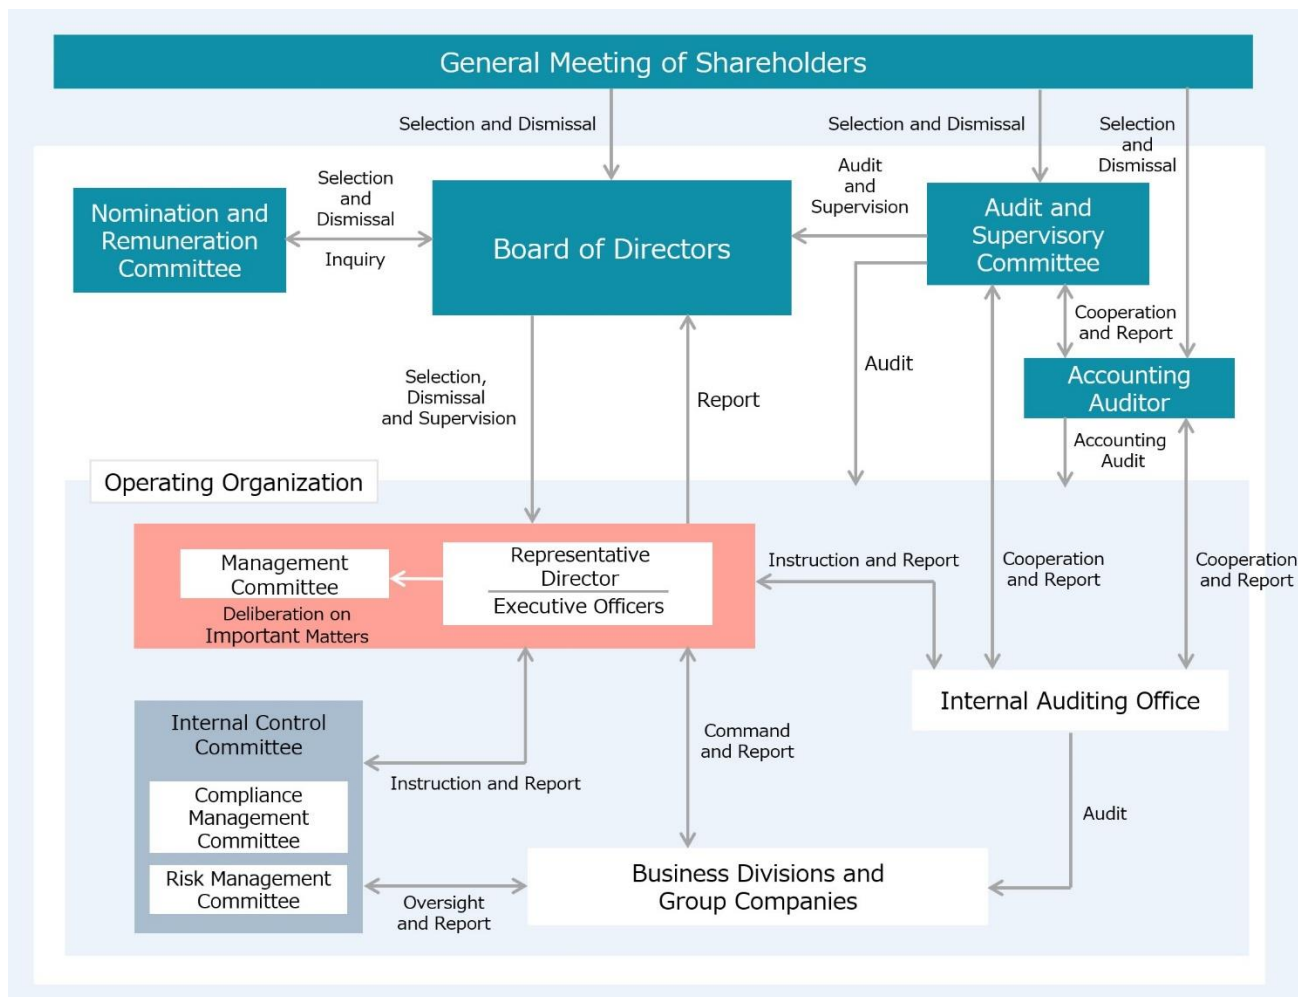 General Meeting of Shareholders
Selection and Dismissal
Selection and Dismissal
Selection
and
Dismissal
Selection
and
Dismissal
Inquiry
Audit
and
Supervision
Nomination and
Remuneration
Committee
Board of Directors
Audit and
Supervisory
Committee
Cooperation
and Report
Selection,
Dismissal
and Supervision
Report
Audit
Accounting
Auditor
Accounting
Audit
Operating Organization
Management
Committee
Deliberation on
Important Matters
Representative
Director
Executive Officers
Instruction and Report
Cooperation
and Report
Cooperation
and Report
Internal Auditing Office
Internal Control
Committee
Compliance
Management
Committee
Risk Management
Committee
Instruction and Report
Command
and Report
Audit
Oversight
and Report
Business Divisions and
Group Companies